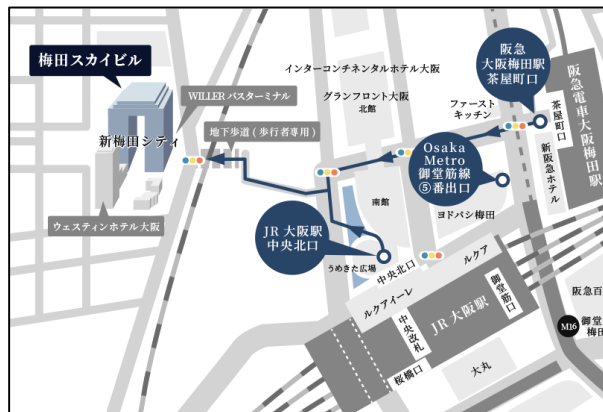 梅田スカイビル
WILLER バスターミナル
新梅田シティ
地下歩道(歩行者専用)
ウェスティンホテル大阪
インターコンチネンタルホテル大阪
グランフロント大阪
北館
ファースト
キッチン
阪急
大阪梅田駅
茶屋町口
茶屋町口
阪急電車大阪梅田駅
新阪急ホテル
Osaka
Metro
御堂筋線
⑤番出口
ヨドバシ梅田
南館
JR 大阪駅
中央北口
うめきた広場
中央北口
ルクア
ルクアイーレ
御堂筋口
JR 大阪駅
中央改札
桜橋口
大丸
阪急百
M16
御堂
梅田